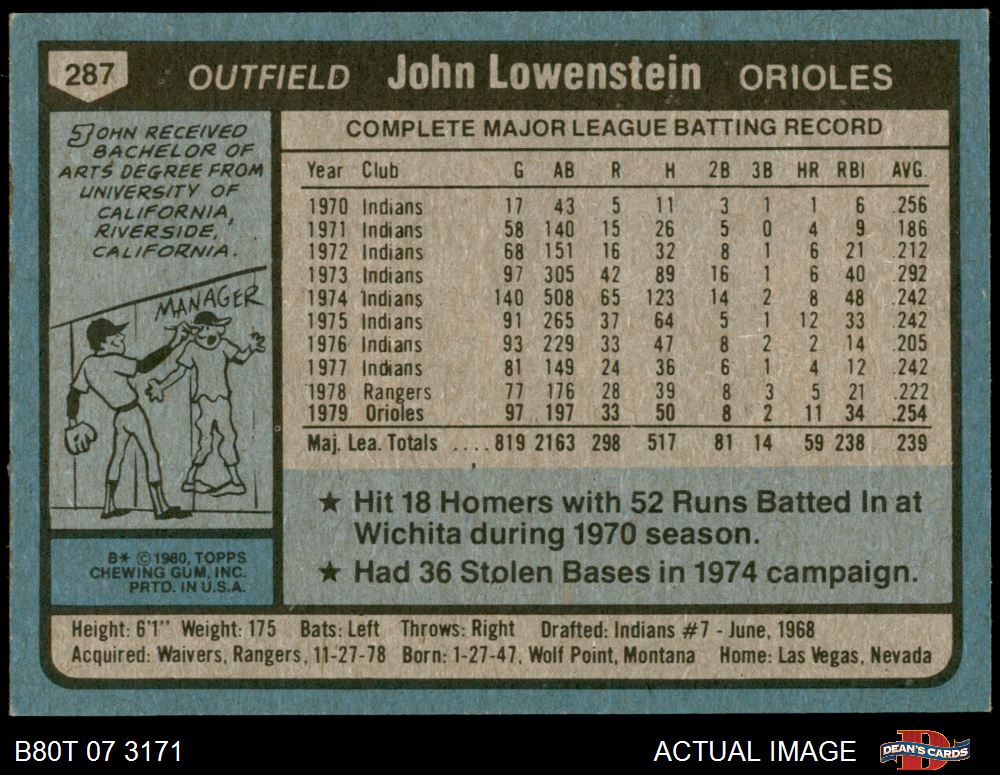 287 OUTFIELD John Lowenstein ORIOLES
JOHN RECEIVED
BACHELOR OF
ARTS DEGREE FROM
UNIVERSITY OF
CALIFORNIA,
RIVERSIDE,
CALIFORNIA.
MANAGER
B* ©1980, TOPPS
CHEWING GUM, INC.
PRTD. IN U.S.A.
COMPLETE MAJOR LEAGUE BATTING RECORD
Year Club G AB R H 2B 3B HR RBI AVG.
1970 Indians 17 43 5 11 3 1 1 6 .256
1971 Indians 58 140 15 26 5 0 4 9 .186
1972 Indians 68 151 16 32 8 1 6 21 .212
1973 Indians 97 305 42 89 16 1 6 40 .292
1974 Indians 140 508 65 123 14 2 8 48 .242
1975 Indians 91 265 37 64 5 1 12 33 .242
1976 Indians 93 229 33 47 8 2 2 14 .205
1977 Indians 81 149 24 36 6 1 4 12 .242
1978 Rangers 77 176 28 39 8 3 5 21 .222
1979 Orioles 97 197 33 50 8 2 11 34 .254
Maj. Lea. Totals .... 819 2163 298 517 81 14 59 238 .239
★ Hit 18 Homers with 52 Runs Batted In at
Wichita during 1970 season.
★ Had 36 Stolen Bases in 1974 campaign.
Height: 6'1" Weight: 175 Bats: Left Throws: Right Drafted: Indians #7 - June, 1968
Acquired: Waivers, Rangers, 11-27-78 Born: 1-27-47, Wolf Point, Montana Home: Las Vegas, Nevada
B80T 07 3171 ACTUAL IMAGE DEAN'S CARDS